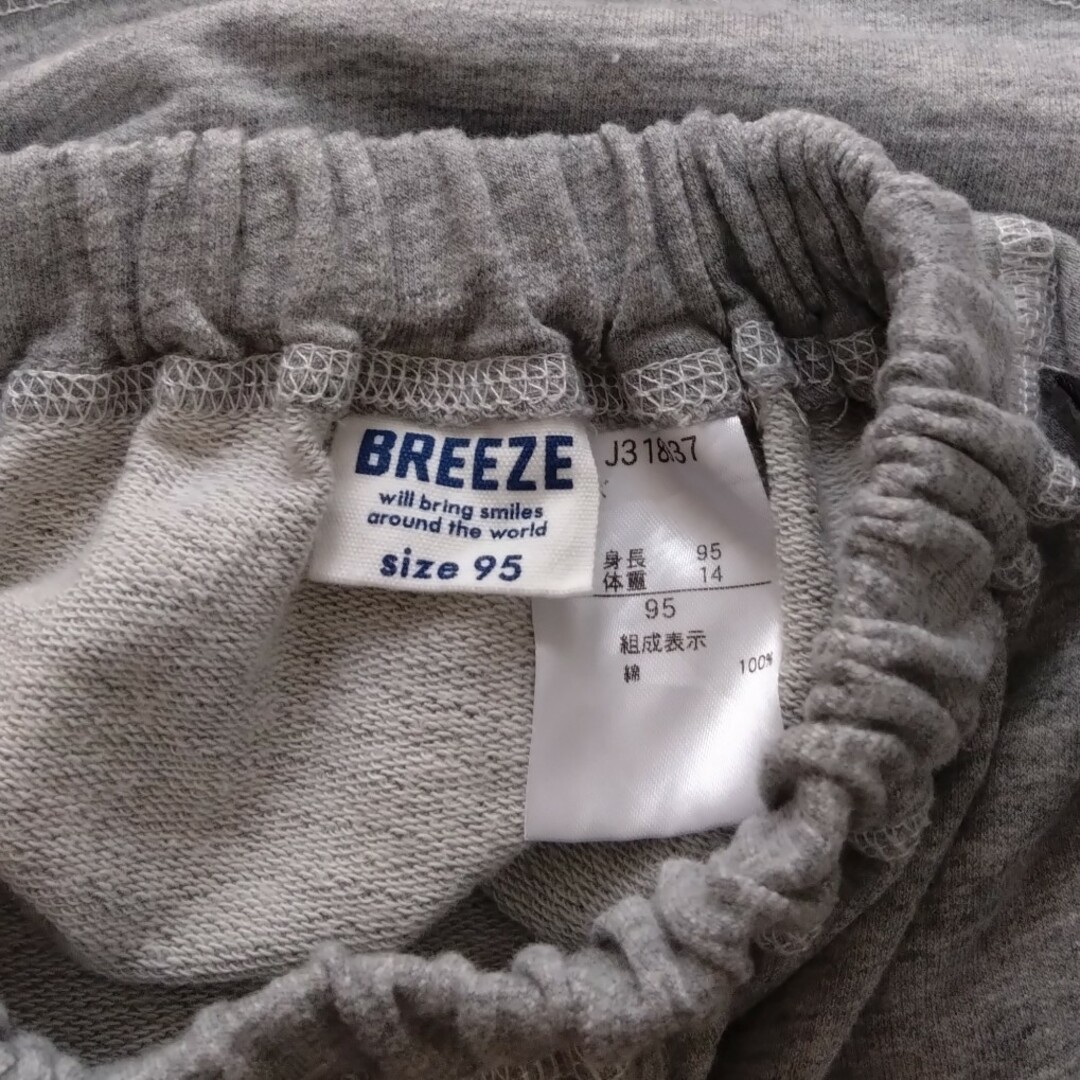 BREEZE
will bring smiles
around the world
size 95
J31837
身長 95
体重 14
95
組成表示
綿 100%